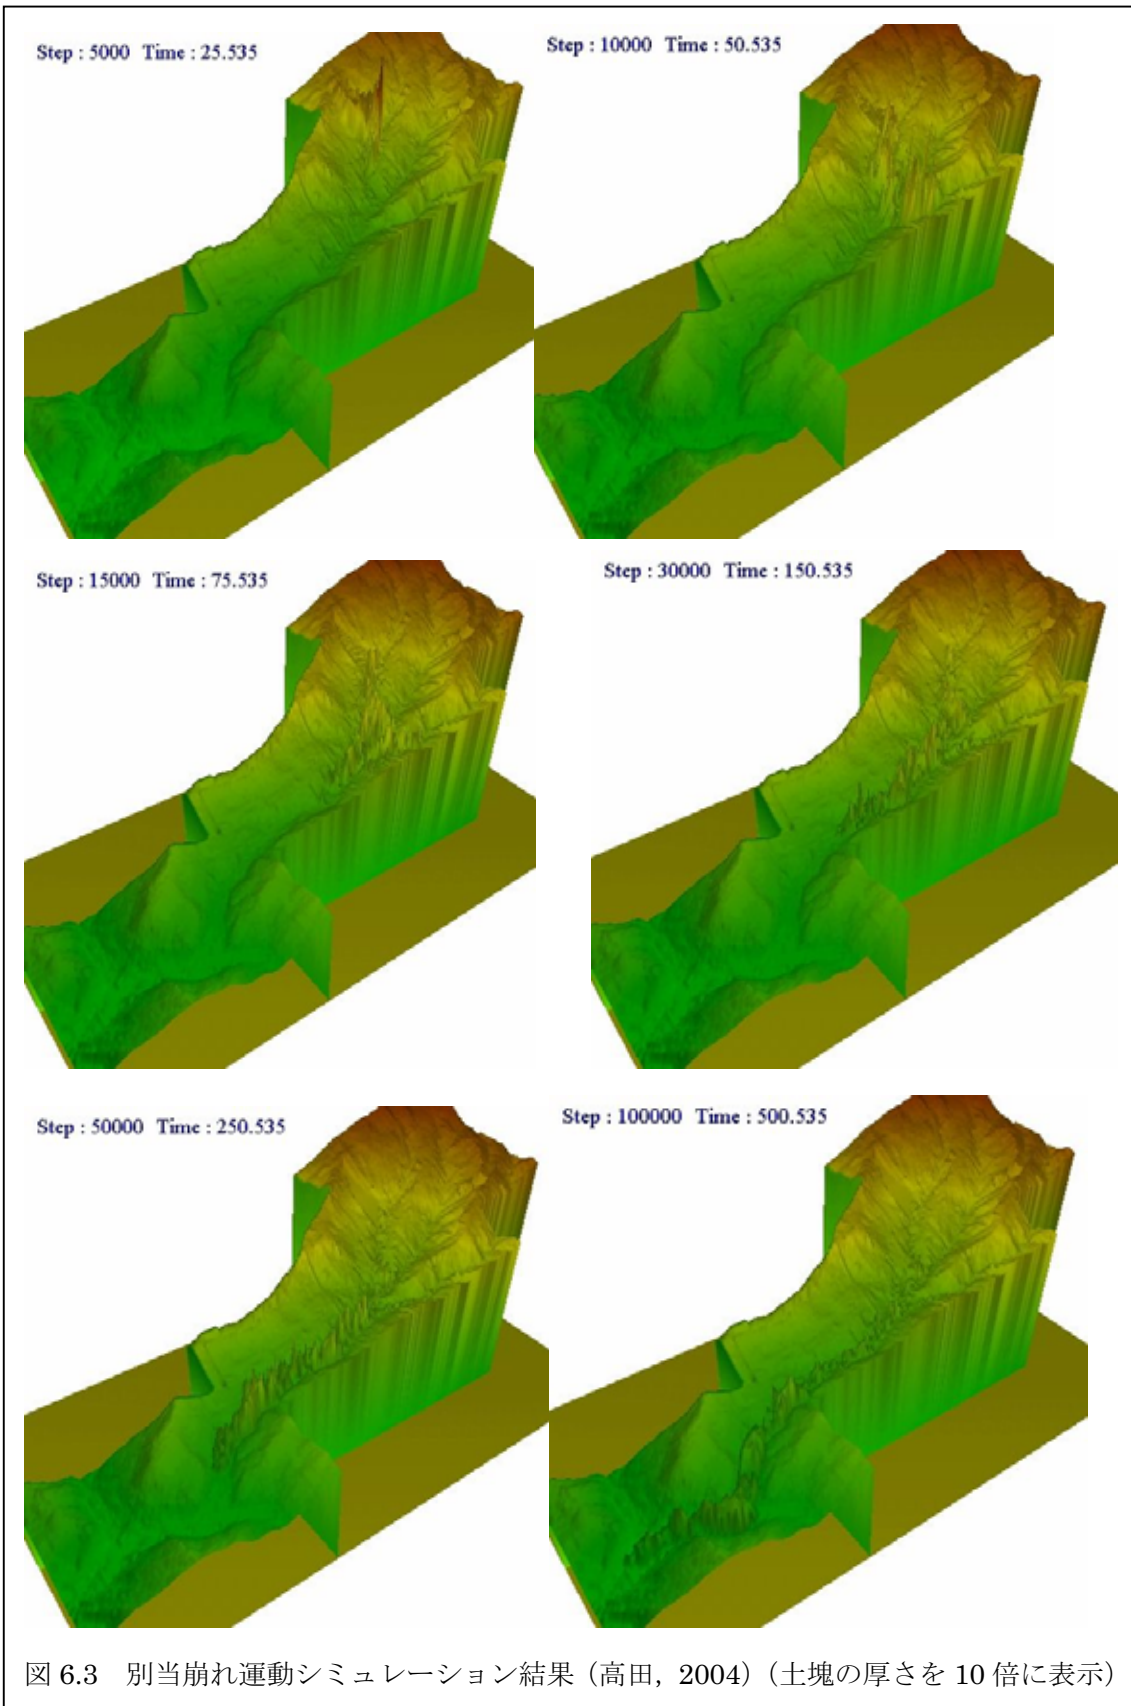 Step : 5000 Time : 25.535
Step : 10000 Time : 50.535
Step : 15000 Time : 75.535
Step : 30000 Time : 150.535
Step : 50000 Time : 250.535
Step : 100000 Time : 500.535
図 6.3 別当崩れ運動シミュレーション結果（高田，2004）（土塊の厚さを 10 倍に表示）